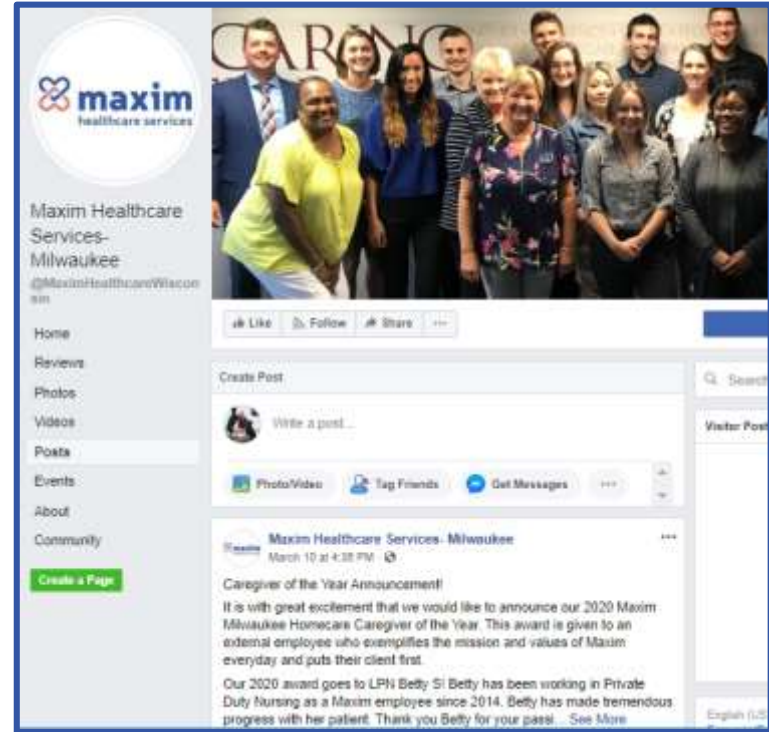 maxim
healthcare services
CARING
Maxim Healthcare
Services-
Milwaukee
@MaximHealthcareWiscon
sin
Home
Reviews
Photos
Videos
Posts
Events
About
Community
Create a Page
Like Follow Share ...
Create Post
Write a post...
Photo/Video Tag Friends Get Messages ...
Search
Visitor Post
maxim
Maxim Healthcare Services- Milwaukee ...
March 10 at 4:38 PM
Caregiver of the Year Announcement!
It is with great excitement that we would like to announce our 2020 Maxim
Milwaukee Homecare Caregiver of the Year. This award is given to an
external employee who exemplifies the mission and values of Maxim
everyday and puts their client first.
Our 2020 award goes to LPN Betty S! Betty has been working in Private
Duty Nursing as a Maxim employee since 2014. Betty has made tremendous
progress with her patient. Thank you Betty for your passi... See More
English (US